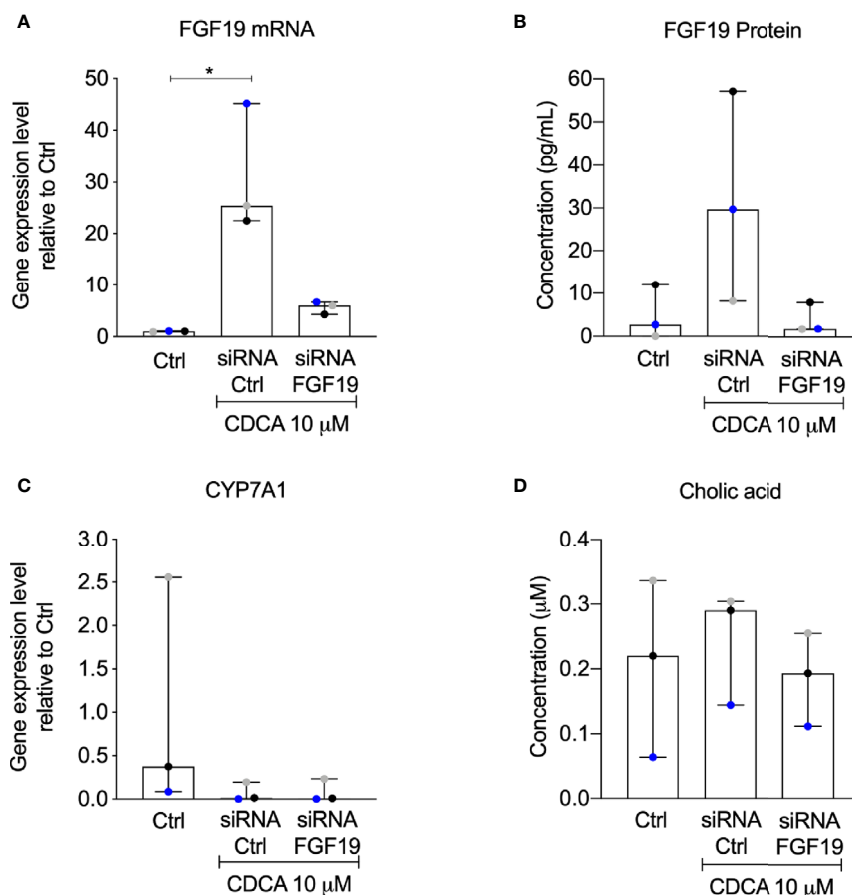 A
FGF19 mRNA
Gene expression level
relative to Ctrl
50
40
30
20
10
0
*
Ctrl
siRNA
Ctrl
siRNA
FGF19
CDCA 10 μM
B
FGF19 Protein
Concentration (pg/mL)
60
50
40
30
20
10
0
Ctrl
siRNA
Ctrl
siRNA
FGF19
CDCA 10 μM
C
CYP7A1
Gene expression level
relative to Ctrl
3.0
2.5
2.0
1.5
1.0
0.5
0.0
Ctrl
siRNA
Ctrl
siRNA
FGF19
CDCA 10 μM
D
Cholic acid
Concentration (μM)
0.4
0.3
0.2
0.1
0.0
Ctrl
siRNA
Ctrl
siRNA
FGF19
CDCA 10 μM